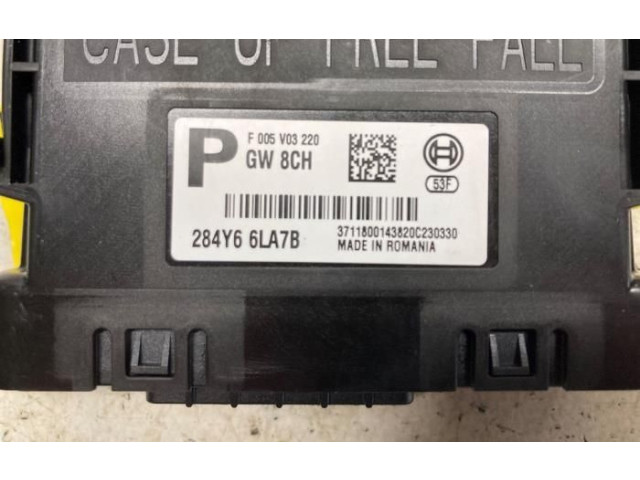 CASE OF FREE FALL
P
F 005 V03 220
GW 8CH
53F
284Y6 6LA7B
3711800143820C230330
MADE IN ROMANIA